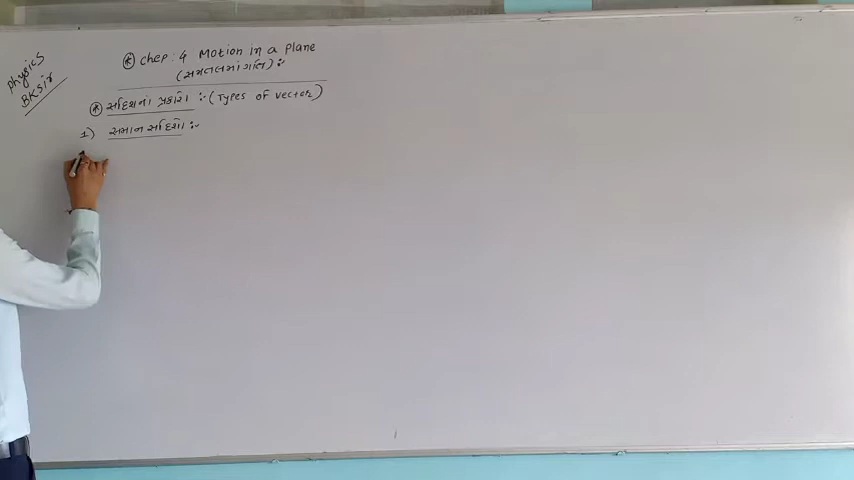 Physics
BKSir
* Chep : 4 Motion in a plane
(સમતલમાં ગતિ) :-
* સદિશનાં પ્રકારો :- (Types of vector)
1) સમાન સદિશો :-